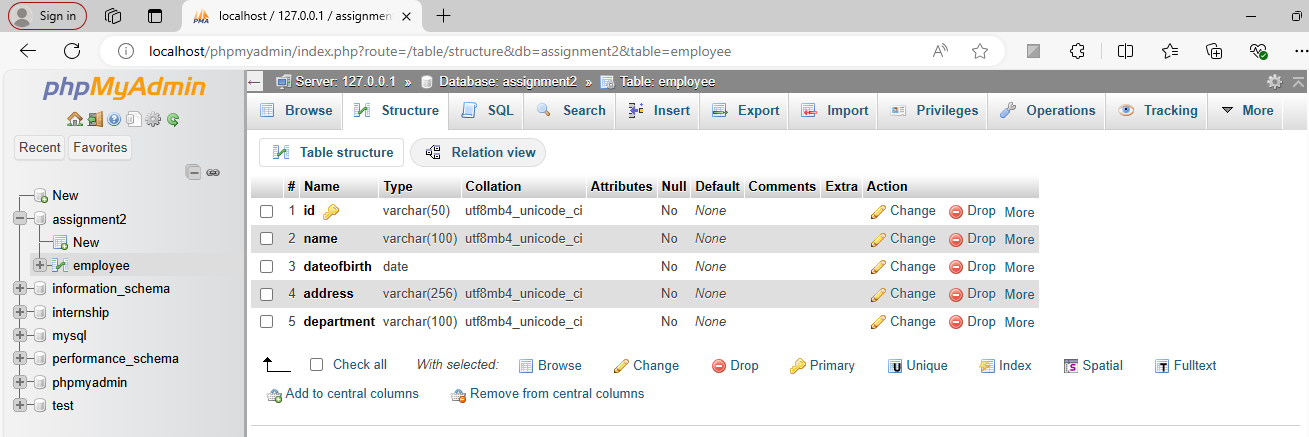 Sign in
localhost / 127.0.0.1 / assignmen
localhost/phpmyadmin/index.php?route=/table/structure&db=assignment2&table=employee
phpMyAdmin
Server: 127.0.0.1 » Database: assignment2 » Table: employee
Browse Structure SQL Search Insert Export Import Privileges Operations Tracking More
Recent Favorites
Table structure Relation view
New
assignment2
New
employee
information_schema
internship
mysql
performance_schema
phpmyadmin
test
# Name Type Collation Attributes Null Default Comments Extra Action
1 id varchar(50) utf8mb4_unicode_ci No None Change Drop More
2 name varchar(100) utf8mb4_unicode_ci No None Change Drop More
3 dateofbirth date No None Change Drop More
4 address varchar(256) utf8mb4_unicode_ci No None Change Drop More
5 department varchar(100) utf8mb4_unicode_ci No None Change Drop More
Check all With selected: Browse Change Drop Primary Unique Index Spatial Fulltext
Add to central columns Remove from central columns